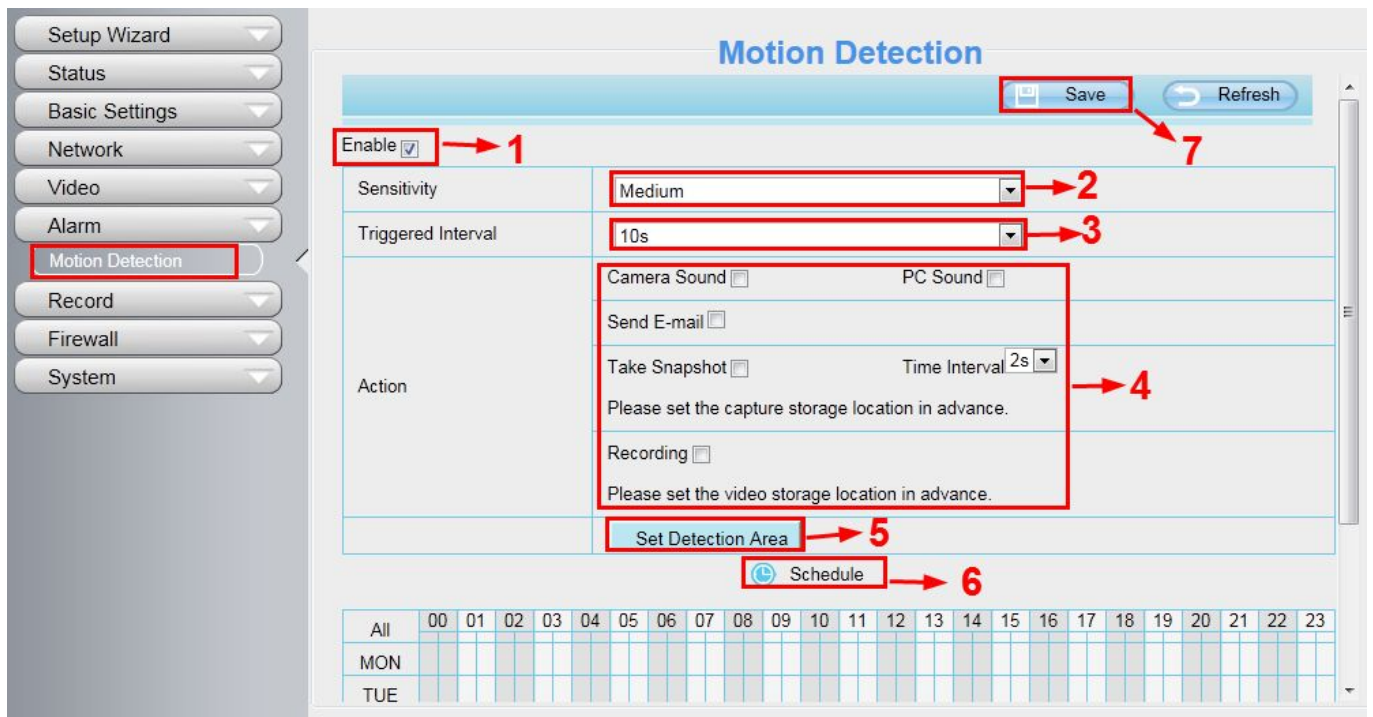 Setup Wizard
Status
Basic Settings
Network
Video
Alarm
Motion Detection
Record
Firewall
System
Motion Detection
Save Refresh
7
Enable 1
Sensitivity Medium 2
Triggered Interval 10s 3
Camera Sound PC Sound
Send E-mail
Take Snapshot Time Interval 2s
Action 4
Please set the capture storage location in advance.
Recording
Please set the video storage location in advance.
Set Detection Area 5
Schedule 6
All 00 01 02 03 04 05 06 07 08 09 10 11 12 13 14 15 16 17 18 19 20 21 22 23
MON
TUE